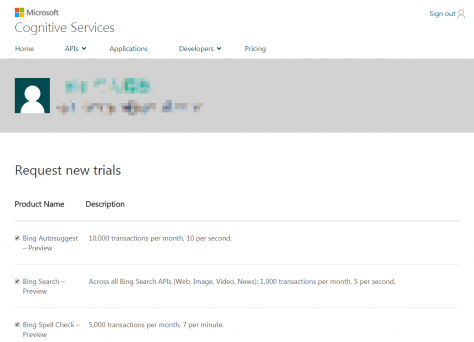 Microsoft
Cognitive Services
Sign out
Home APIs Applications Developers Pricing
Request new trials
Product Name Description
Bing Autosuggest 10,000 transactions per month, 10 per second.
– Preview
Bing Search – Across all Bing Search APIs (Web, Image, Video, News): 1,000 transactions per month, 5 per second.
Preview
Bing Spell Check – 5,000 transactions per month, 7 per minute.
Preview